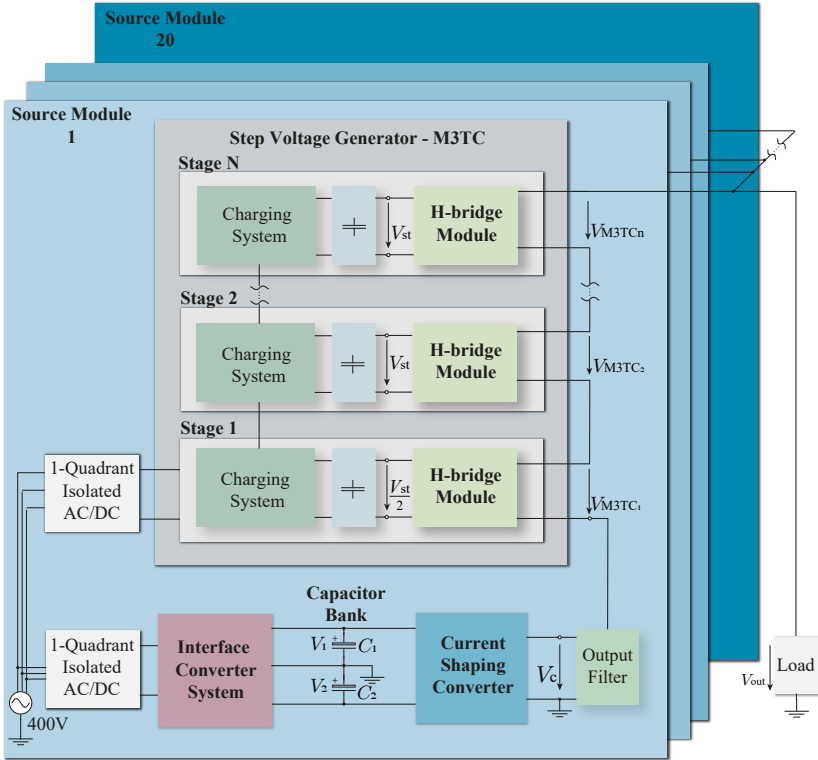 Source Module
20
Source Module
1
Step Voltage Generator - M3TC
Stage N
Charging
System
Vst
H-bridge
Module
VM3TCn
Stage 2
Charging
System
Vst
H-bridge
Module
VM3TC2
Stage 1
Charging
System
Vst
2
H-bridge
Module
VM3TC1
1-Quadrant
Isolated
AC/DC
Capacitor
Bank
1-Quadrant
Isolated
AC/DC
Interface
Converter
System
V1
+
C1
V2
+
C2
Current
Shaping
Converter
Vc
Output
Filter
Vout
Load
400V